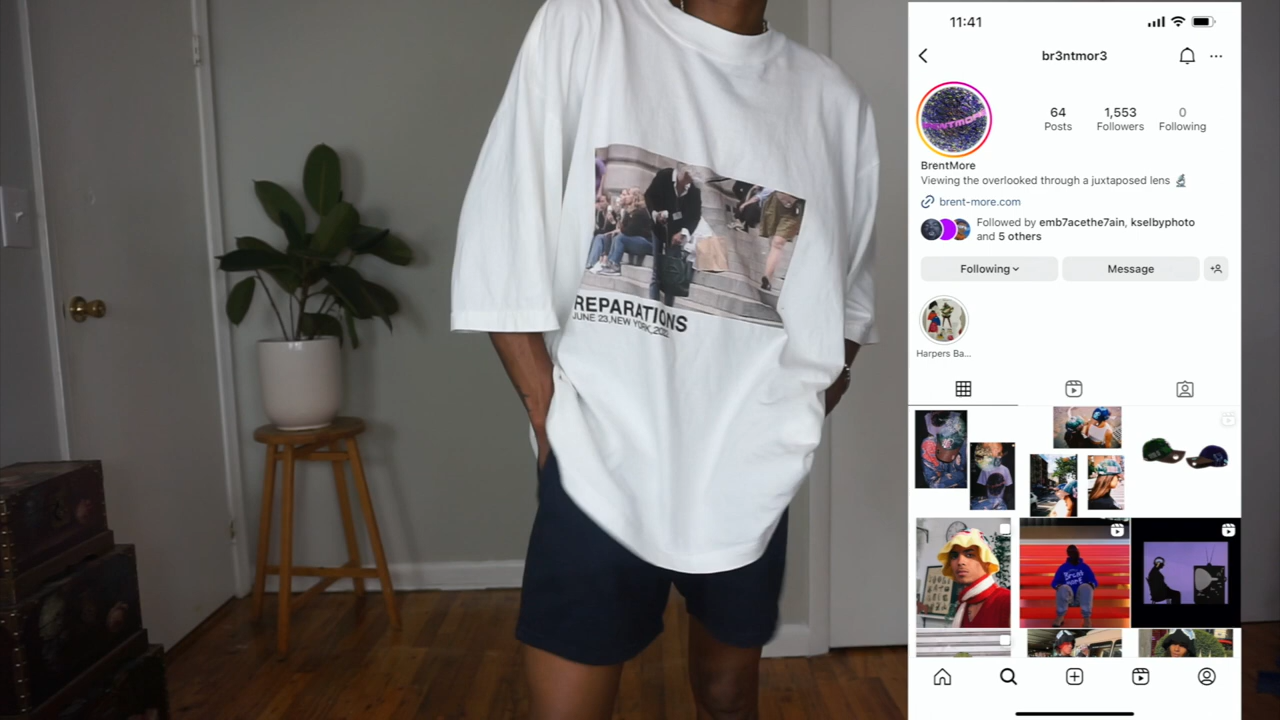 REPARATIONS
JUNE 23,NEW YORK,
11:41
br3ntmor3
64
Posts
1,553
Followers
0
Following
BrentMore
Viewing the overlooked through a juxtaposed lens
brent-more.com
Followed by emb7acethe7ain, kselbyphoto
and 5 others
Following
Message
Harpers Ba...